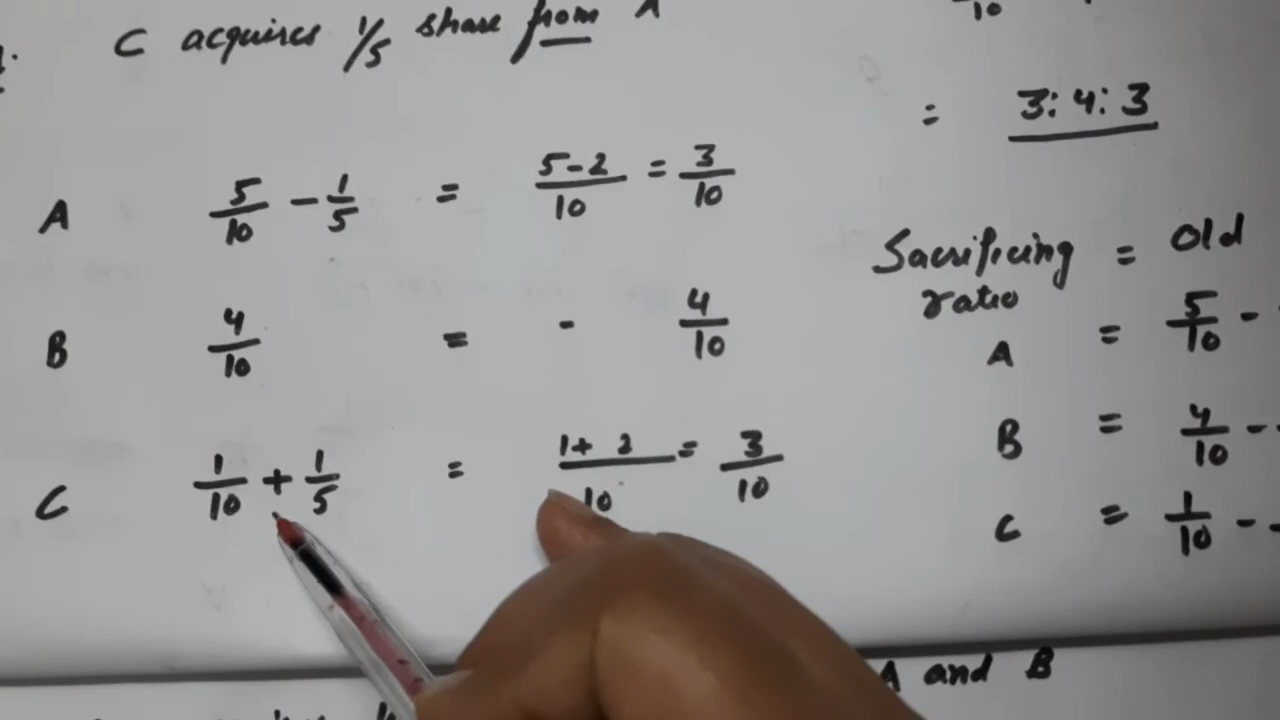 C acquires 1/5 share from A
A 5/10 - 1/5 = 5-2/10 = 3/10
B 4/10 = - 4/10
C 1/10 + 1/5 = 1+ 2/10 = 3/10
10
= 3:4:3
Sacrificing = Old
ratio
A = 5/10 -
B = 4/10 -
C = 1/10 -
A and B